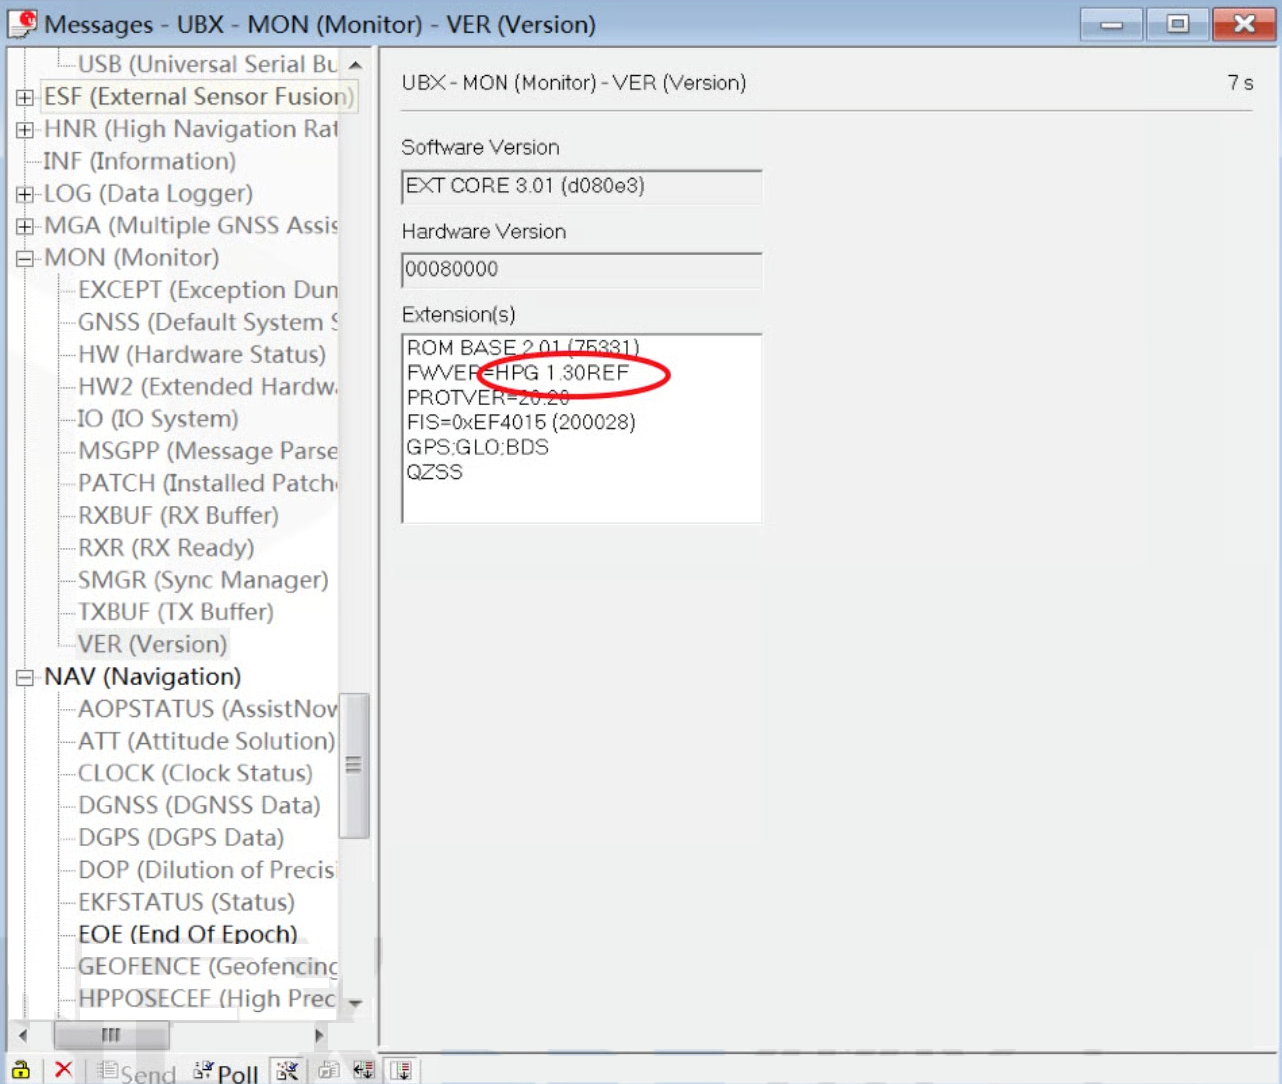 Messages - UBX - MON (Monitor) - VER (Version)
USB (Universal Serial Bu
ESF (External Sensor Fusion)
HNR (High Navigation Rat
INF (Information)
LOG (Data Logger)
MGA (Multiple GNSS Assis
MON (Monitor)
EXCEPT (Exception Dum
GNSS (Default System S
HW (Hardware Status)
HW2 (Extended Hardwa
IO (IO System)
MSGPP (Message Parse
PATCH (Installed Patche
RXBUF (RX Buffer)
RXR (RX Ready)
SMGR (Sync Manager)
TXBUF (TX Buffer)
VER (Version)
NAV (Navigation)
AOPSTATUS (AssistNow
ATT (Attitude Solution)
CLOCK (Clock Status)
DGNSS (DGNSS Data)
DGPS (DGPS Data)
DOP (Dilution of Precisi
EKFSTATUS (Status)
EOE (End Of Epoch)
GEOFENCE (Geofencing
HPPOSECEF (High Prec
Send Poll
UBX - MON (Monitor) - VER (Version) 7 s
Software Version
EXT CORE 3.01 (d080e3)
Hardware Version
00080000
Extension(s)
ROM BASE 2.01 (75331)
FWVER=HPG 1.30REF
PROTVER=20.20
FIS=0xEF4015 (200028)
GPS;GLO;BDS
QZSS